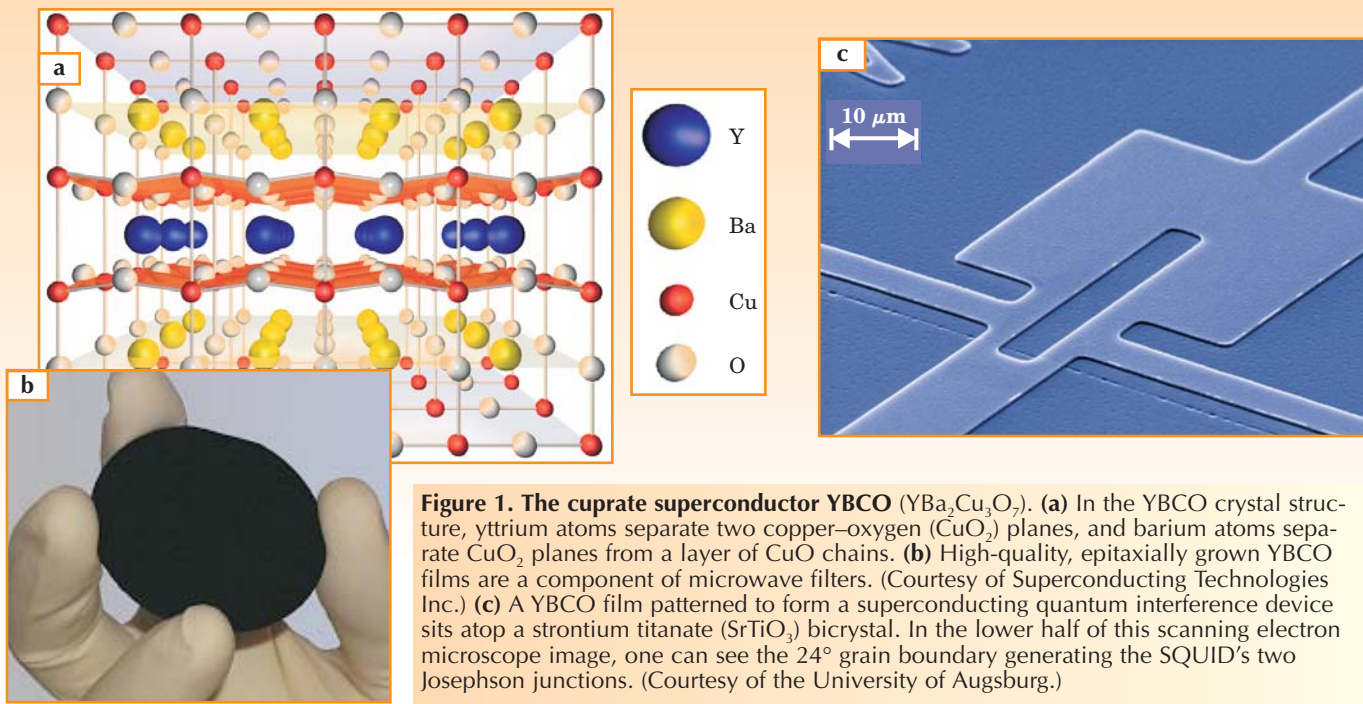 a
Y
Ba
Cu
O
b
c
10 μm
Figure 1. The cuprate superconductor YBCO (YBa₂Cu₃O₇). (a) In the YBCO crystal struc-
ture, yttrium atoms separate two copper–oxygen (CuO₂) planes, and barium atoms sepa-
rate CuO₂ planes from a layer of CuO chains. (b) High-quality, epitaxially grown YBCO
films are a component of microwave filters. (Courtesy of Superconducting Technologies
Inc.) (c) A YBCO film patterned to form a superconducting quantum interference device
sits atop a strontium titanate (SrTiO₃) bicrystal. In the lower half of this scanning electron
microscope image, one can see the 24° grain boundary generating the SQUID's two
Josephson junctions. (Courtesy of the University of Augsburg.)